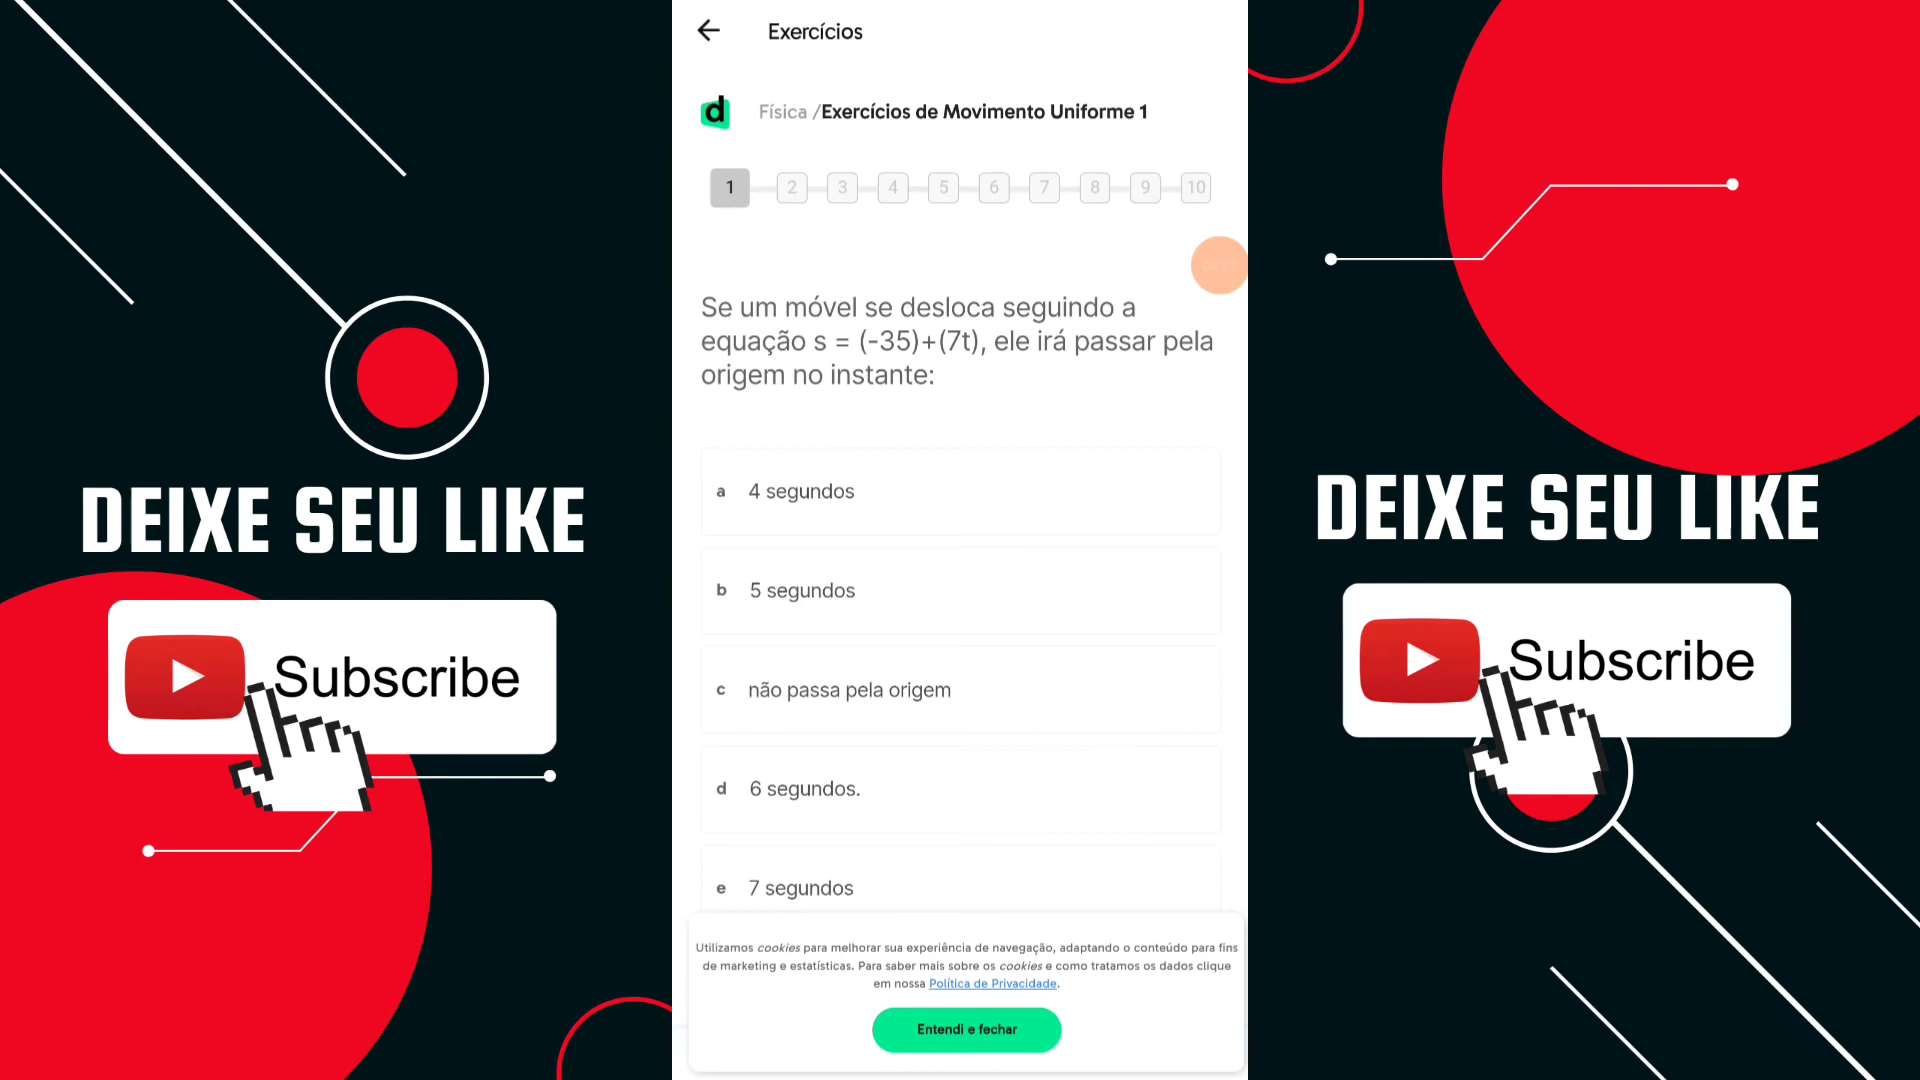 Exercícios
d
Física /Exercícios de Movimento Uniforme 1
1 2 3 4 5 6 7 8 9 10
Se um móvel se desloca seguindo a
equação s = (-35)+(7t), ele irá passar pela
origem no instante:
a 4 segundos
b 5 segundos
c não passa pela origem
d 6 segundos.
e 7 segundos
Utilizamos cookies para melhorar sua experiência de navegação, adaptando o conteúdo para fins
de marketing e estatísticas. Para saber mais sobre os cookies e como tratamos os dados clique
em nossa Política de Privacidade.
Entendi e fechar
DEIXE SEU LIKE
Subscribe
DEIXE SEU LIKE
Subscribe